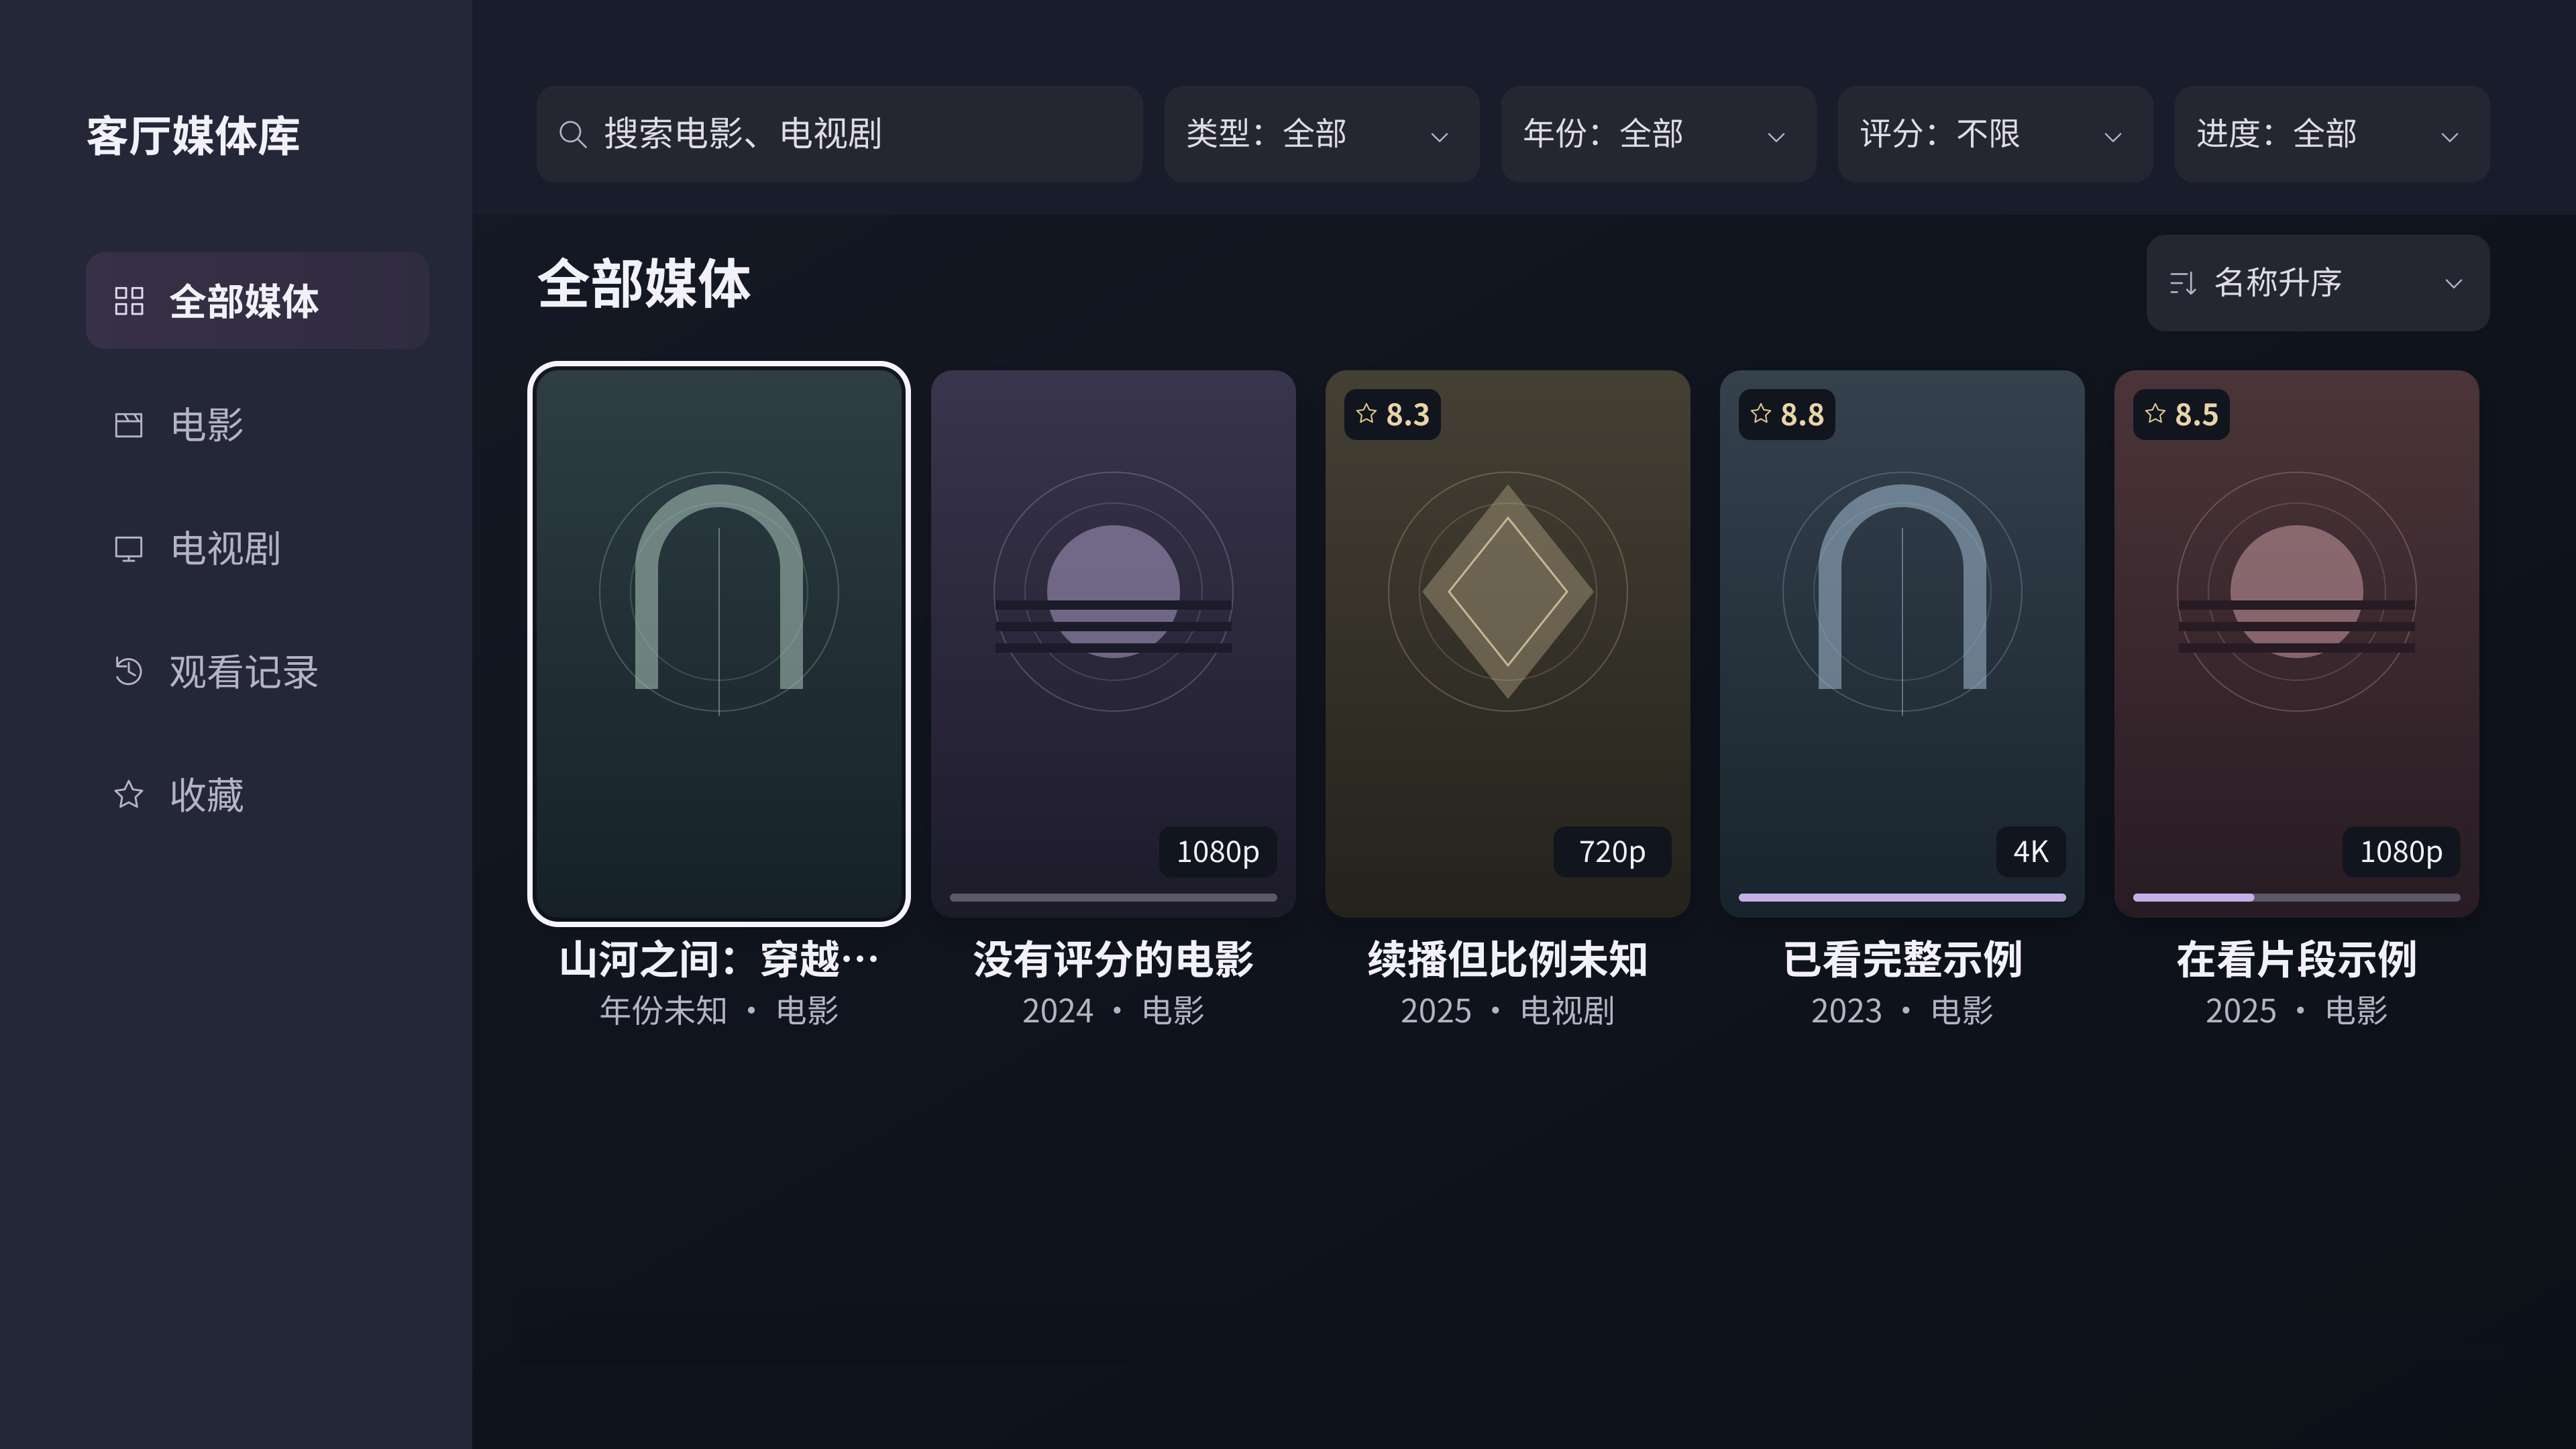 客厅媒体库
全部媒体
电影
电视剧
观看记录
收藏
搜索电影、电视剧
类型：全部
年份：全部
评分：不限
进度：全部
全部媒体
名称升序
山河之间：穿越…
年份未知 · 电影
1080p
没有评分的电影
2024 · 电影
8.3
720p
续播但比例未知
2025 · 电视剧
8.8
4K
已看完整示例
2023 · 电影
8.5
1080p
在看片段示例
2025 · 电影